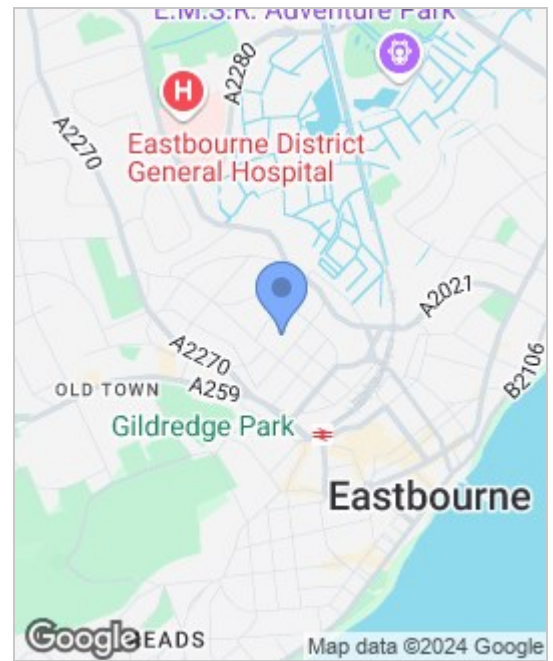 E.M.S.R. Adventure Park
A2280
H
A2270
Eastbourne District
General Hospital
A2021
A2270
B2106
OLD TOWN
A259
Gildredge Park
Eastbourne
Google
EADS
Map data ©2024 Google